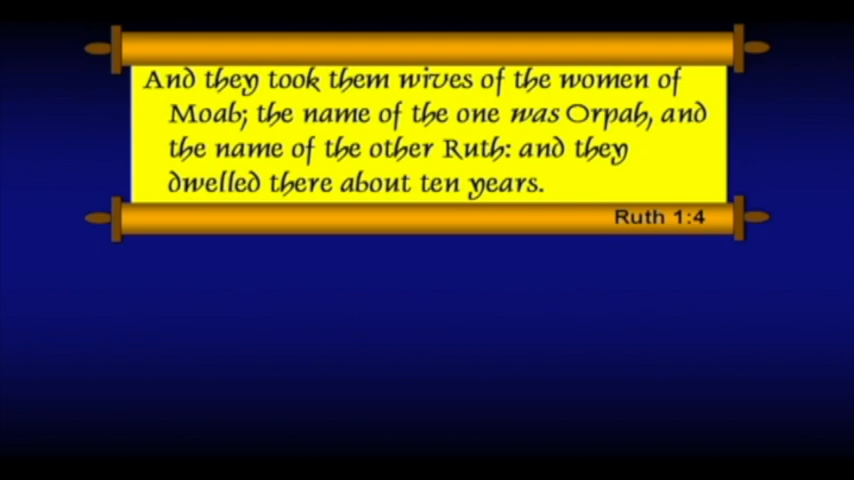 And they took them wives of the women of
Moab; the name of the one was Orpah, and
the name of the other Ruth: and they
dwelled there about ten years.
Ruth 1:4